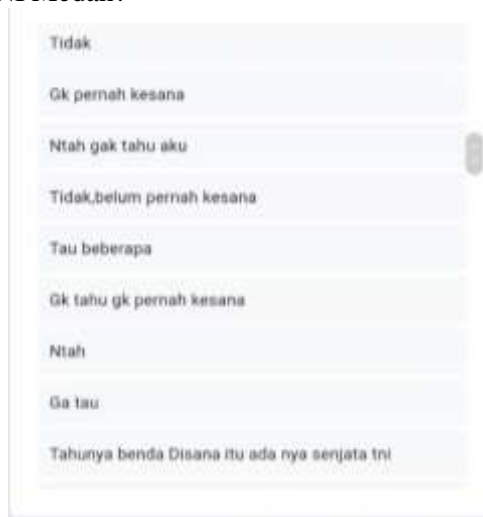 Tidak
Gk pernah kesana
Ntah gak tahu aku
Tidak,belum pernah kesana
Tau beberapa
Gk tahu gk pernah kesana
Ntah
Ga tau
Tahunya benda Disana itu ada nya senjata tni